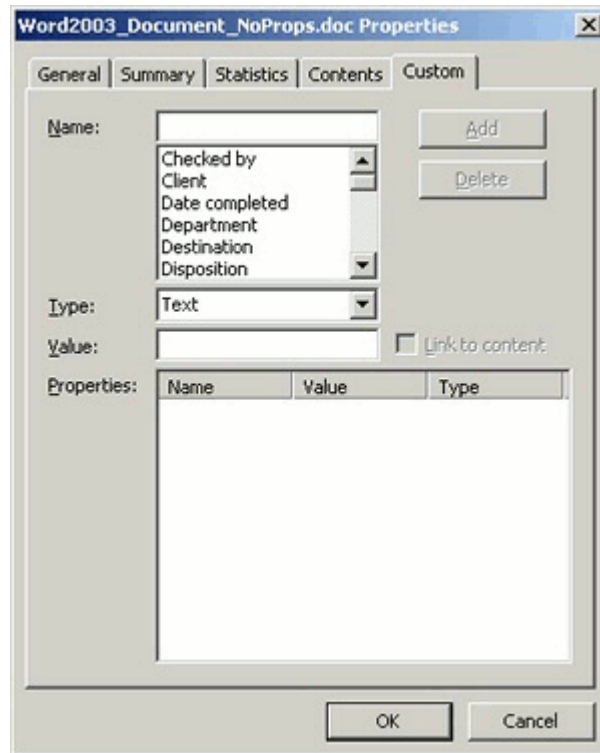 Word2003_Document_NoProps.doc Properties
General Summary Statistics Contents Custom
Name: Add
Checked by
Client
Date completed
Department
Destination
Disposition
Delete
Type: Text
Value: Link to content
Properties: Name Value Type
OK Cancel